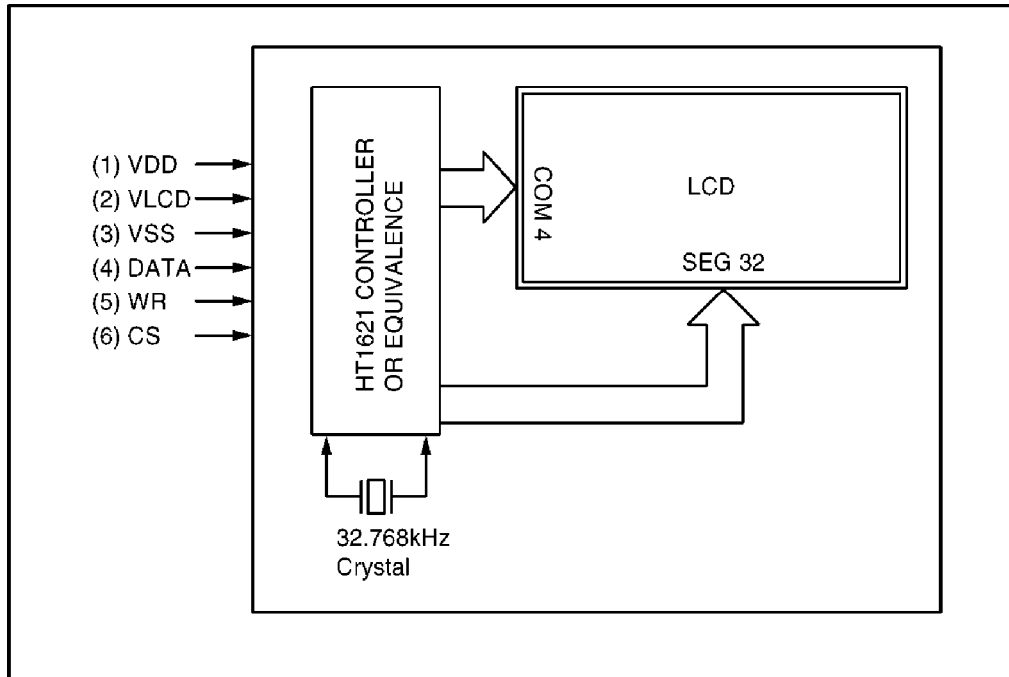 (1) VDD
(2) VLCD
(3) VSS
(4) DATA
(5) WR
(6) CS
HT1621 CONTROLLER
OR EQUIVALENCE
COM 4
LCD
SEG 32
32.768kHz
Crystal